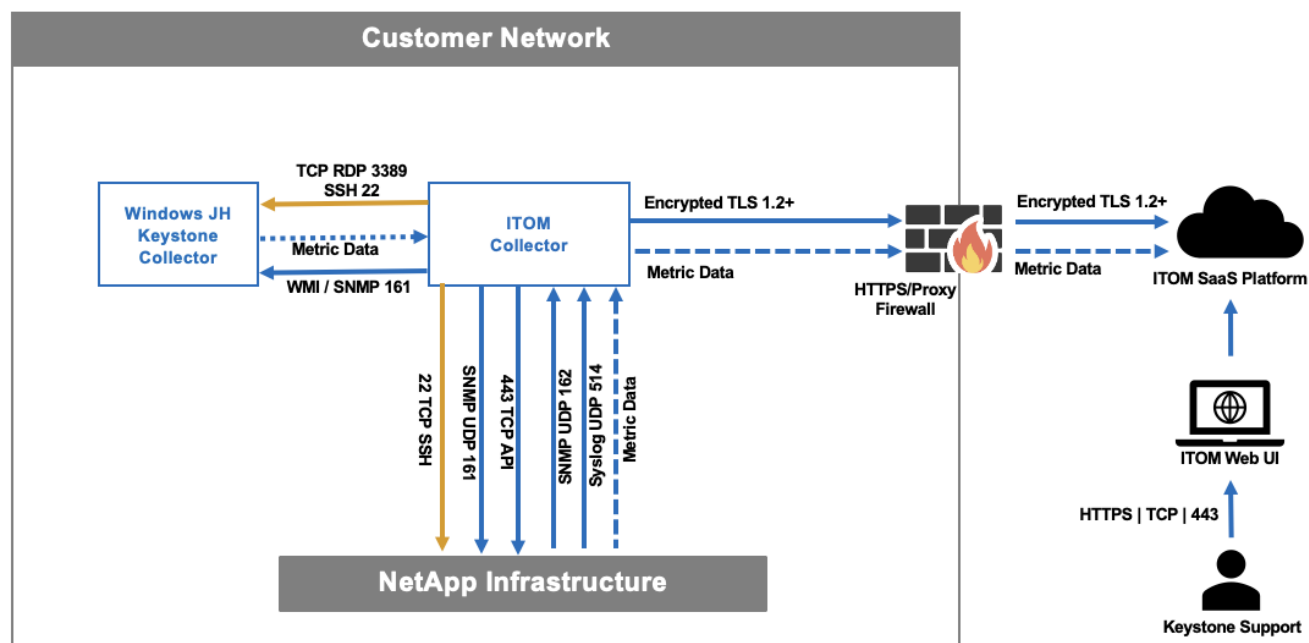 Customer Network
TCP RDP 3389
SSH 22
Windows JH
Keystone
Collector
Metric Data
WMI / SNMP 161
ITOM
Collector
Encrypted TLS 1.2+
Metric Data
HTTPS/Proxy
Firewall
Encrypted TLS 1.2+
Metric Data
ITOM SaaS Platform
22 TCP SSH
SNMP UDP 161
443 TCP API
SNMP UDP 162
Syslog UDP 514
Metric Data
NetApp Infrastructure
ITOM Web UI
HTTPS | TCP | 443
Keystone Support